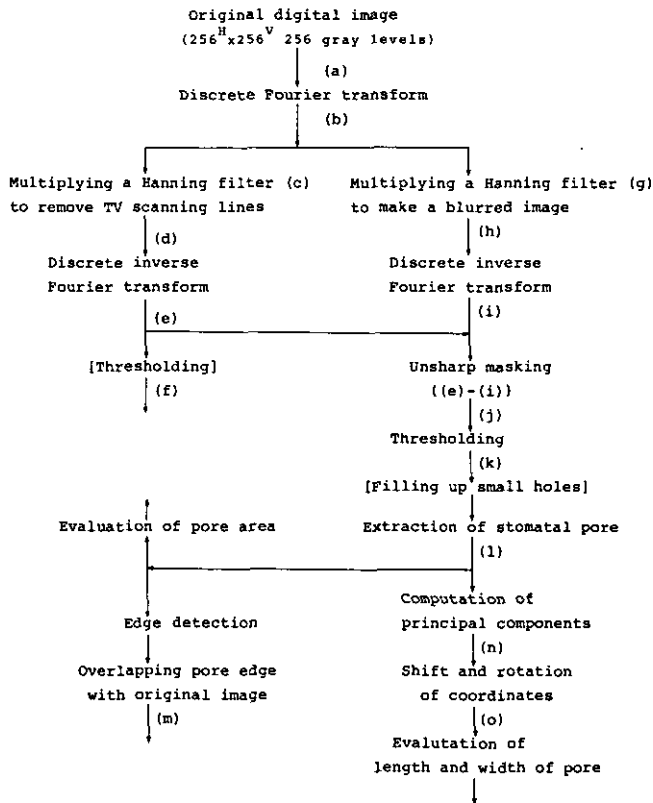 Original digital image
(256^H x256^V 256 gray levels)
(a)
Discrete Fourier transform
(b)
Multiplying a Hanning filter (c)
to remove TV scanning lines
(d)
Discrete inverse
Fourier transform
(e)
[Thresholding]
(f)
Multiplying a Hanning filter (g)
to make a blurred image
(h)
Discrete inverse
Fourier transform
(i)
Unsharp masking
((e)-(i))
(j)
Thresholding
(k)
[Filling up small holes]
Extraction of stomatal pore
(l)
Evaluation of pore area
Edge detection
Overlapping pore edge
with original image
(m)
Computation of
principal components
(n)
Shift and rotation
of coordinates
(o)
Evalutation of
length and width of pore